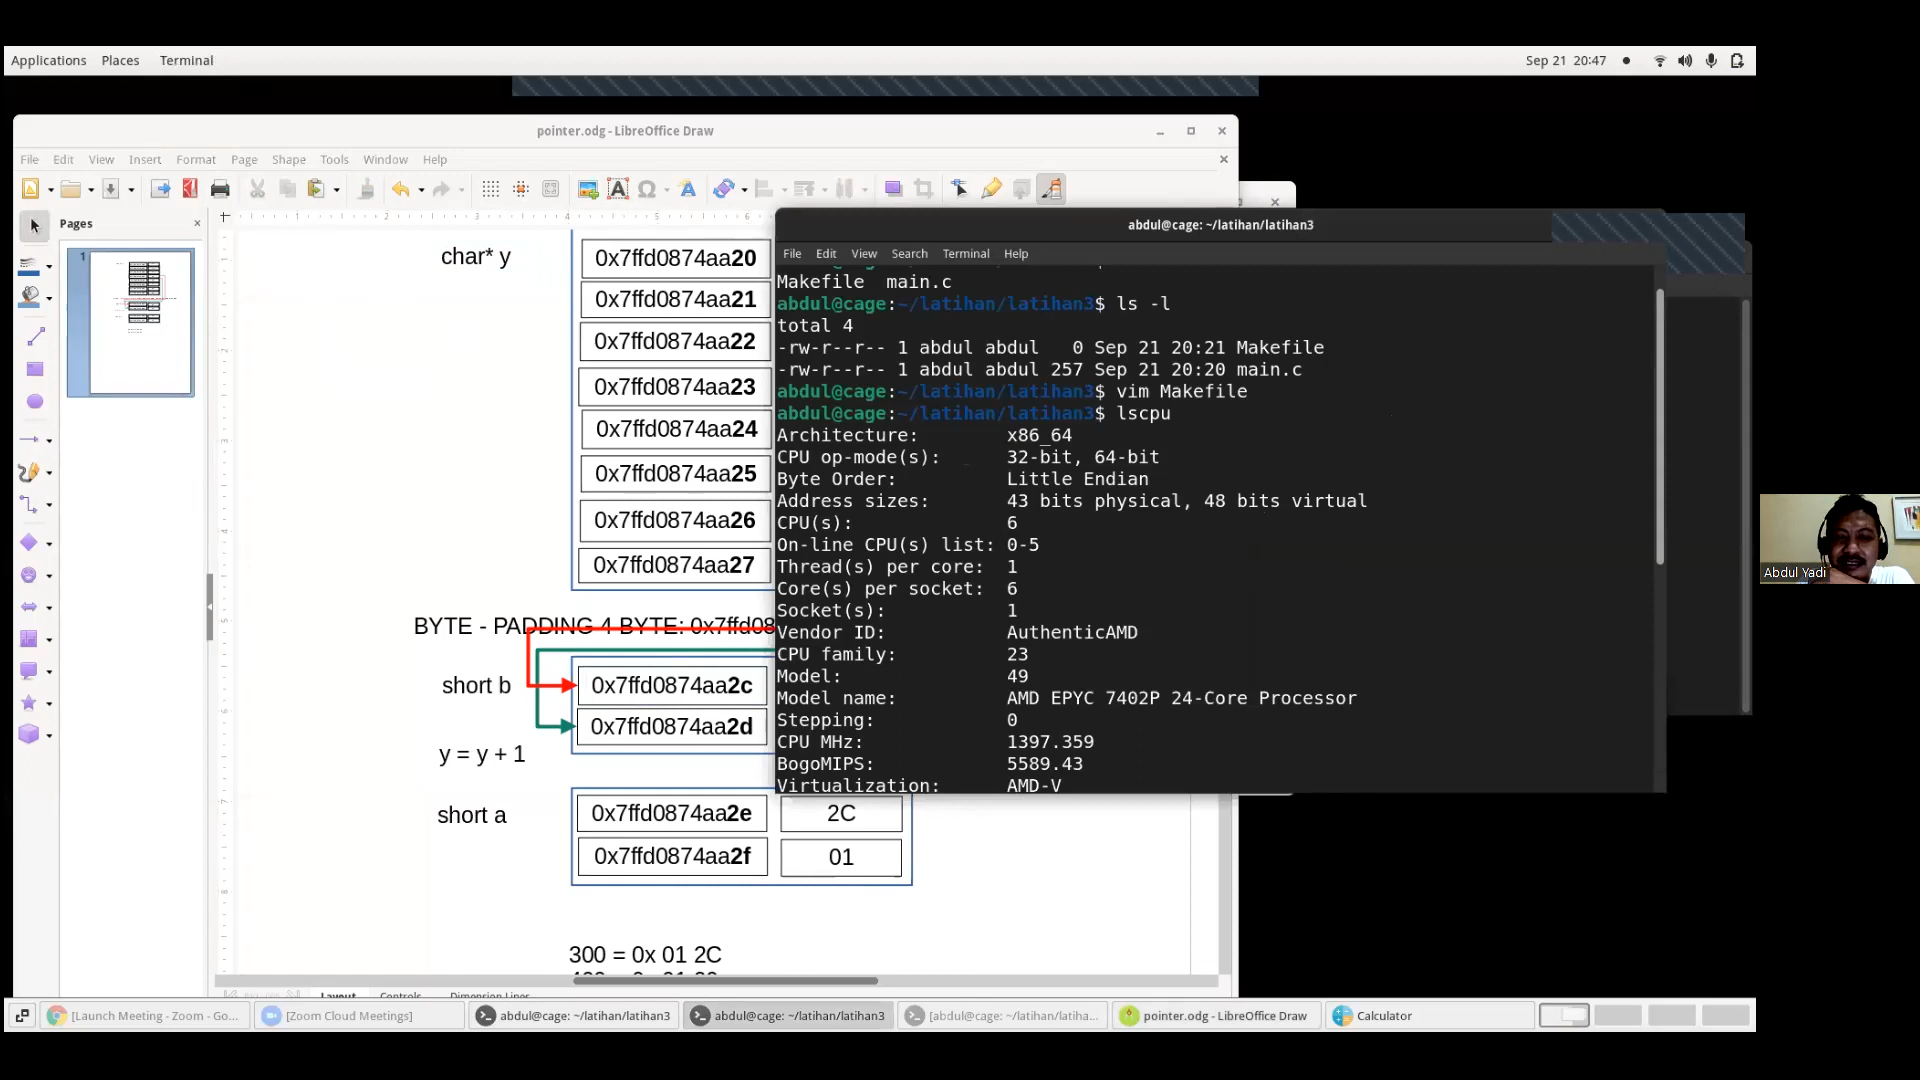 Applications Places Terminal
Sep 21 20:47
pointer.odg - LibreOffice Draw
File Edit View Insert Format Page Shape Tools Window Help
Pages
1
char* y
0x7ffd0874aa20
0x7ffd0874aa21
0x7ffd0874aa22
0x7ffd0874aa23
0x7ffd0874aa24
0x7ffd0874aa25
0x7ffd0874aa26
0x7ffd0874aa27
BYTE - PADDING 4 BYTE: 0x7ffd08
short b
0x7ffd0874aa2c
0x7ffd0874aa2d
y = y + 1
short a
0x7ffd0874aa2e 2C
0x7ffd0874aa2f 01
300 = 0x 01 2C
Layout Controls Dimension Lines
abdul@cage: ~/latihan/latihan3
File Edit View Search Terminal Help
Makefile main.c
abdul@cage:~/latihan/latihan3$ ls -l
total 4
-rw-r--r-- 1 abdul abdul 0 Sep 21 20:21 Makefile
-rw-r--r-- 1 abdul abdul 257 Sep 21 20:20 main.c
abdul@cage:~/latihan/latihan3$ vim Makefile
abdul@cage:~/latihan/latihan3$ lscpu
Architecture: x86_64
CPU op-mode(s): 32-bit, 64-bit
Byte Order: Little Endian
Address sizes: 43 bits physical, 48 bits virtual
CPU(s): 6
On-line CPU(s) list: 0-5
Thread(s) per core: 1
Core(s) per socket: 6
Socket(s): 1
Vendor ID: AuthenticAMD
CPU family: 23
Model: 49
Model name: AMD EPYC 7402P 24-Core Processor
Stepping: 0
CPU MHz: 1397.359
BogoMIPS: 5589.43
Virtualization: AMD-V
Abdul Yadi
[Launch Meeting - Zoom - Go... [Zoom Cloud Meetings] abdul@cage: ~/latihan/latihan3 abdul@cage: ~/latihan/latihan3 [abdul@cage: ~/latihan/latiha... pointer.odg - LibreOffice Draw Calculator